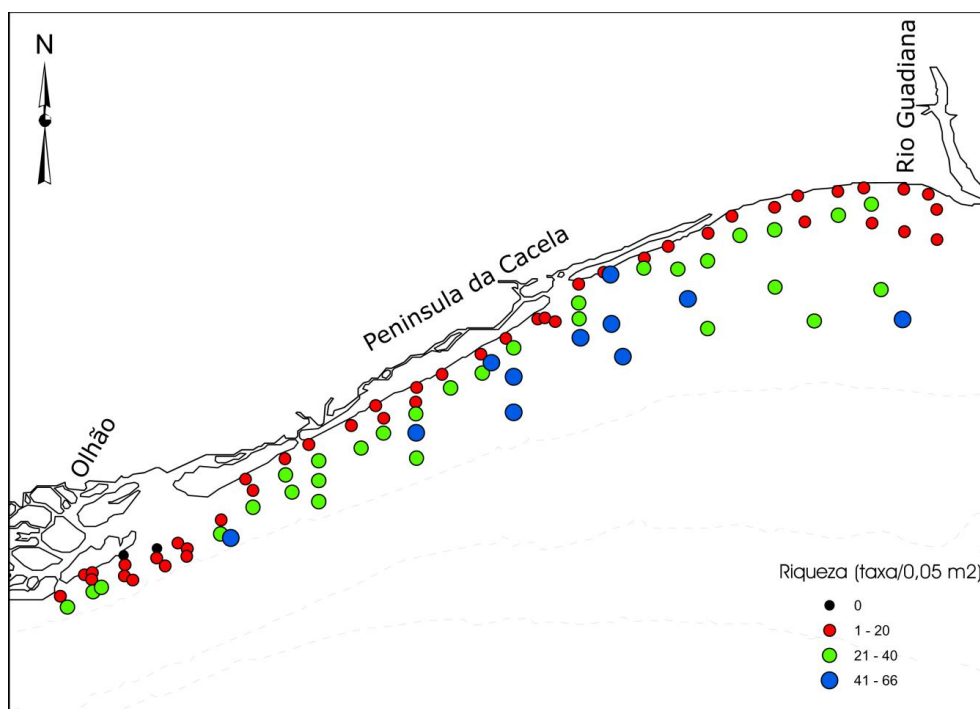 N
Rio Guadiana
Peninsula da Cacela
Olhão
Riqueza (taxa/0,05 m2)
0
1 - 20
21 - 40
41 - 66